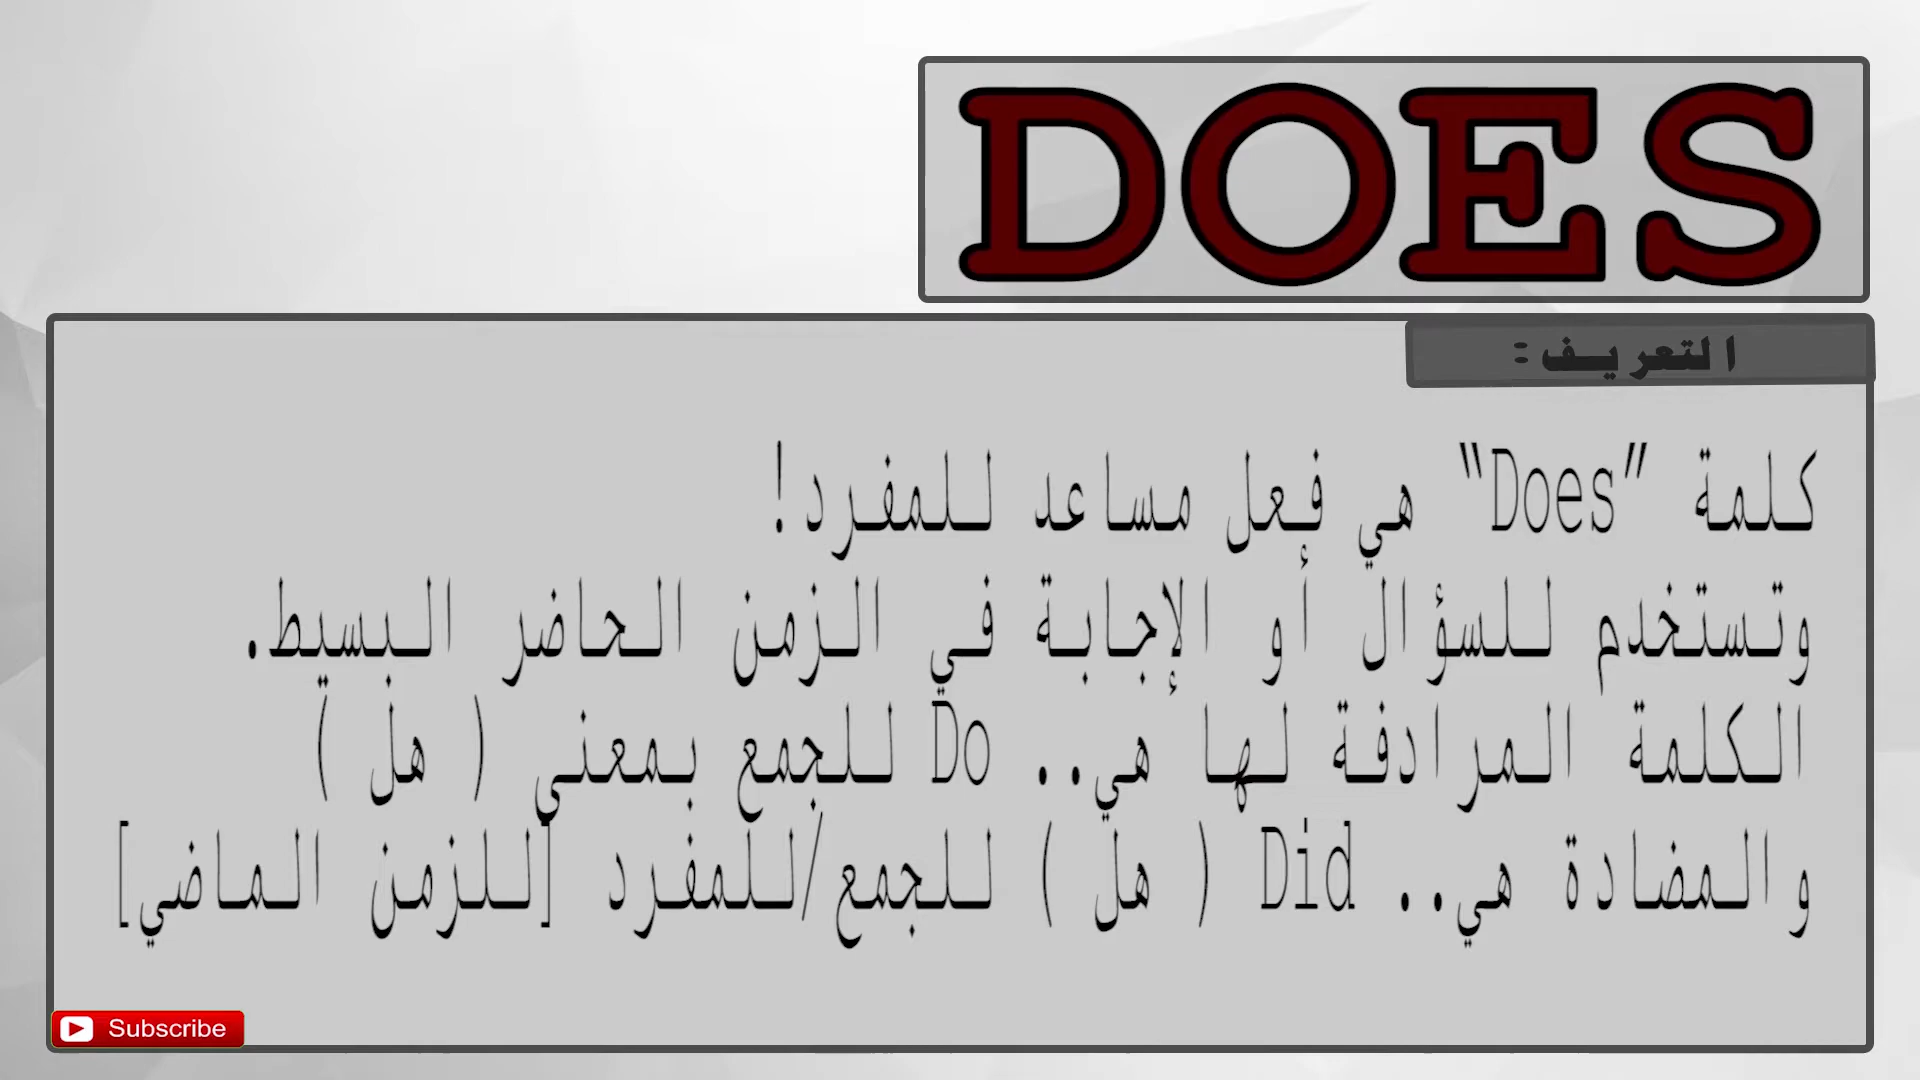 DOES
التعريف:
كلمة “Does” هي فعل مساعد للمفرد!
وتستخدم للسؤال أو الإجابة في الزمن الحاضر البسيط.
الكلمة المرادفة لها هي.. Do للجمع بمعنى ( هل )
والمضادة هي.. Did ( هل ) للجمع/للمفرد [للزمن الماضي]
Subscribe